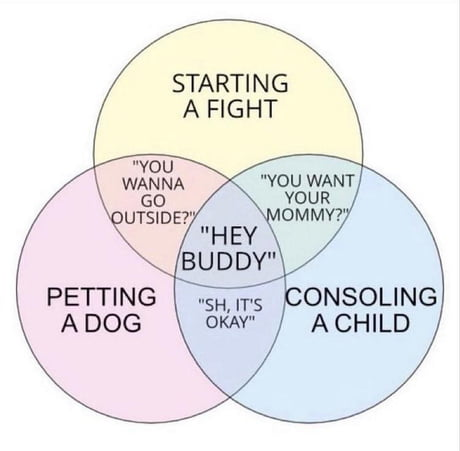 STARTING
A FIGHT
"YOU
WANNA
GO
OUTSIDE?"
"YOU WANT
YOUR
MOMMY?"
"HEY
BUDDY"
PETTING
A DOG
"SH, IT'S
OKAY"
CONSOLING
A CHILD